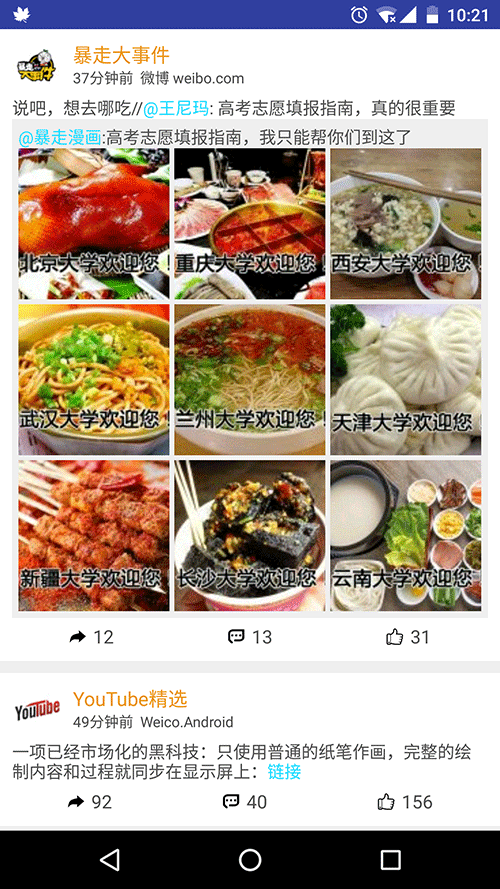 10:21
暴走大事件
37分钟前 微博 weibo.com
说吧，想去哪吃//@王尼玛: 高考志愿填报指南，真的很重要
@暴走漫画:高考志愿填报指南，我只能帮你们到这了
北京大学欢迎您！
重庆大学欢迎您！
西安大学欢迎您！
武汉大学欢迎您！
兰州大学欢迎您！
天津大学欢迎您！
新疆大学欢迎您！
长沙大学欢迎您！
云南大学欢迎您！
12
13
31
YouTube
YouTube精选
49分钟前 Weico.Android
一项已经市场化的黑科技：只使用普通的纸笔作画，完整的绘
制内容和过程就同步在显示屏上：链接
92
40
156